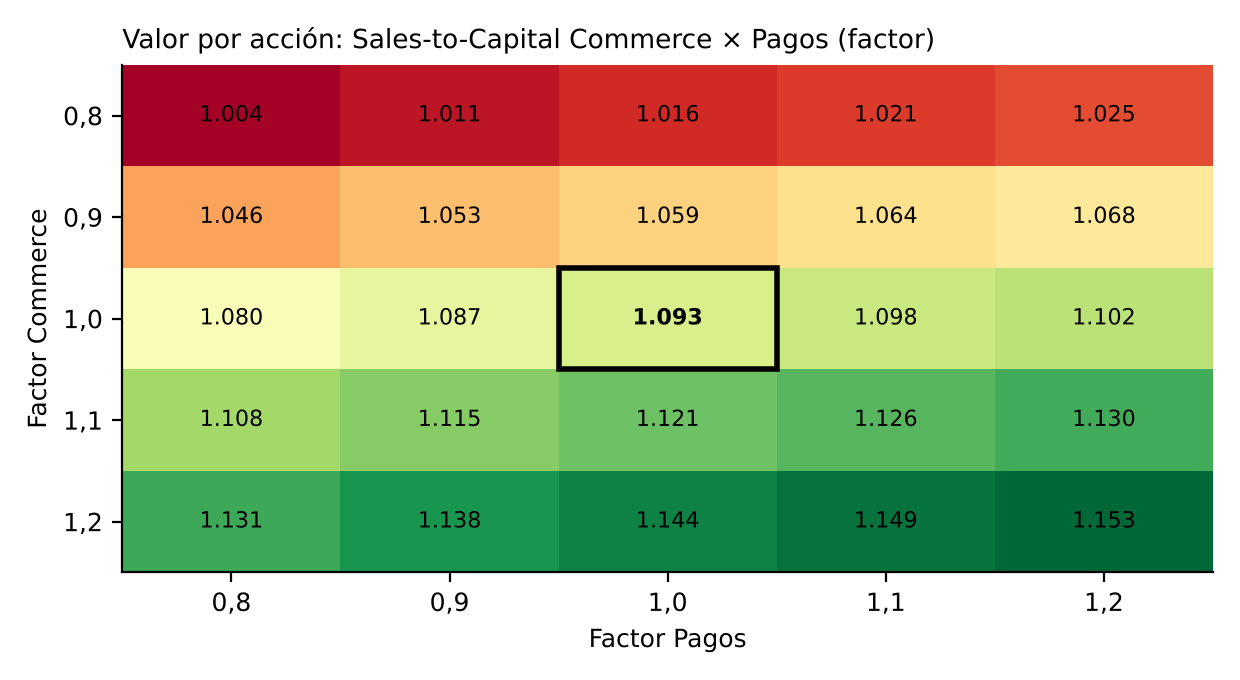 Valor por acción: Sales-to-Capital Commerce × Pagos (factor)
Factor Commerce
0,8 1.004 1.011 1.016 1.021 1.025
0,9 1.046 1.053 1.059 1.064 1.068
1,0 1.080 1.087 1.093 1.098 1.102
1,1 1.108 1.115 1.121 1.126 1.130
1,2 1.131 1.138 1.144 1.149 1.153
0,8 0,9 1,0 1,1 1,2
Factor Pagos